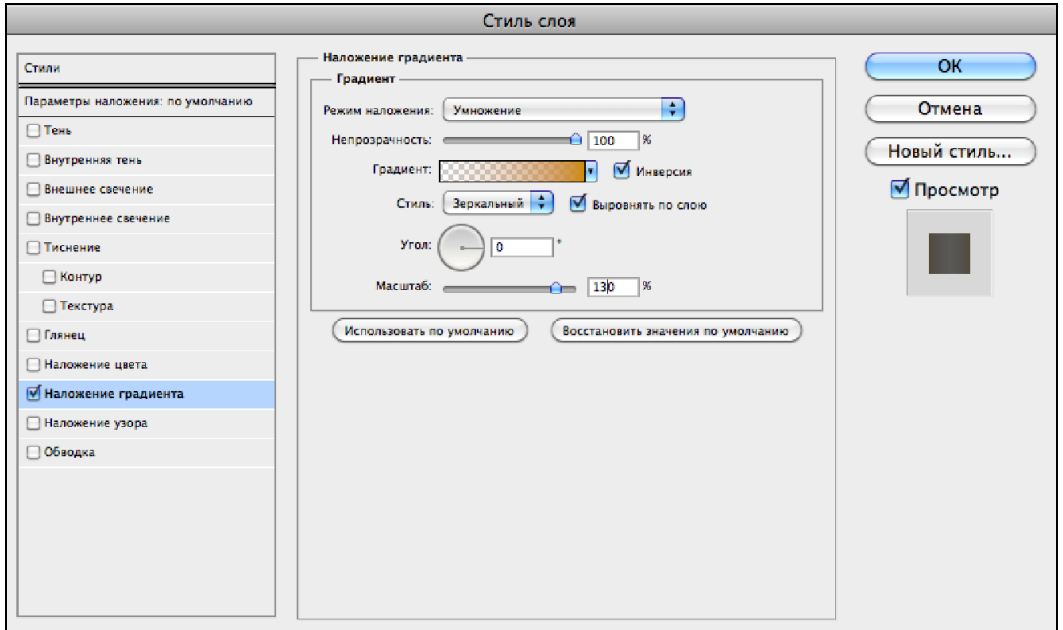 Стиль слоя
Стили
Параметры наложения: по умолчанию
Тень
Внутренняя тень
Внешнее свечение
Внутреннее свечение
Тиснение
Контур
Текстура
Глянец
Наложение цвета
Наложение градиента
Наложение узора
Обводка
Наложение градиента
Градиент
Режим наложения: Умножение
Непрозрачность: 100 %
Градиент: Инверсия
Стиль: Зеркальный Выровнять по слою
Угол: 0 °
Масштаб: 130 %
Использовать по умолчанию Восстановить значения по умолчанию
ОК
Отмена
Новый стиль...
Просмотр